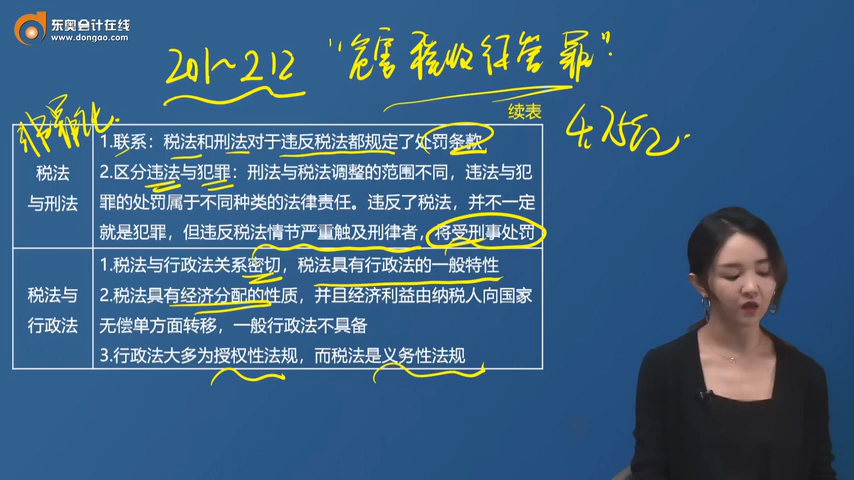 东奥会计在线
www.dongao.com
201~212 "危害税收征管罪"
续表
税法
与刑法
1.联系：税法和刑法对于违反税法都规定了处罚条款
2.区分违法与犯罪：刑法与税法调整的范围不同，违法与犯
罪的处罚属于不同种类的法律责任。违反了税法，并不一定
就是犯罪，但违反税法情节严重触及刑律者，将受刑事处罚
税法与
行政法
1.税法与行政法关系密切，税法具有行政法的一般特性
2.税法具有经济分配的性质，并且经济利益由纳税人向国家
无偿单方面转移，一般行政法不具备
3.行政法大多为授权性法规，而税法是义务性法规